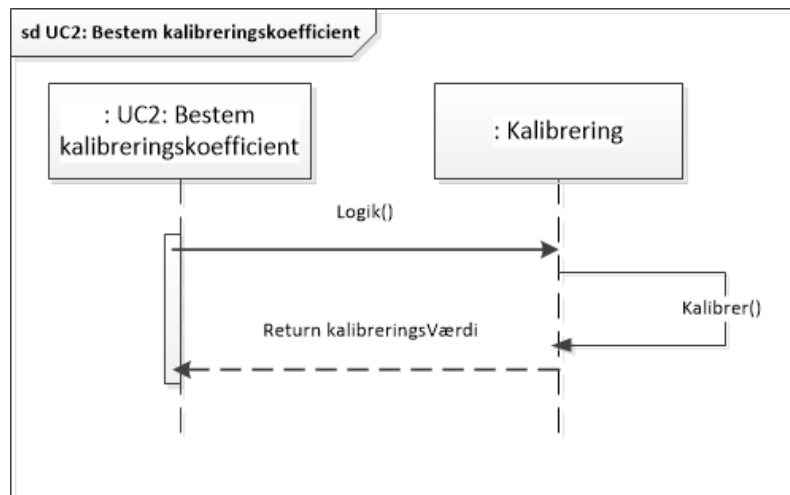 sd UC2: Bestem kalibreringskoefficient
: UC2: Bestem
kalibreringskoefficient
: Kalibrering
Logik()
Kalibrer()
Return kalibreringsVærdi